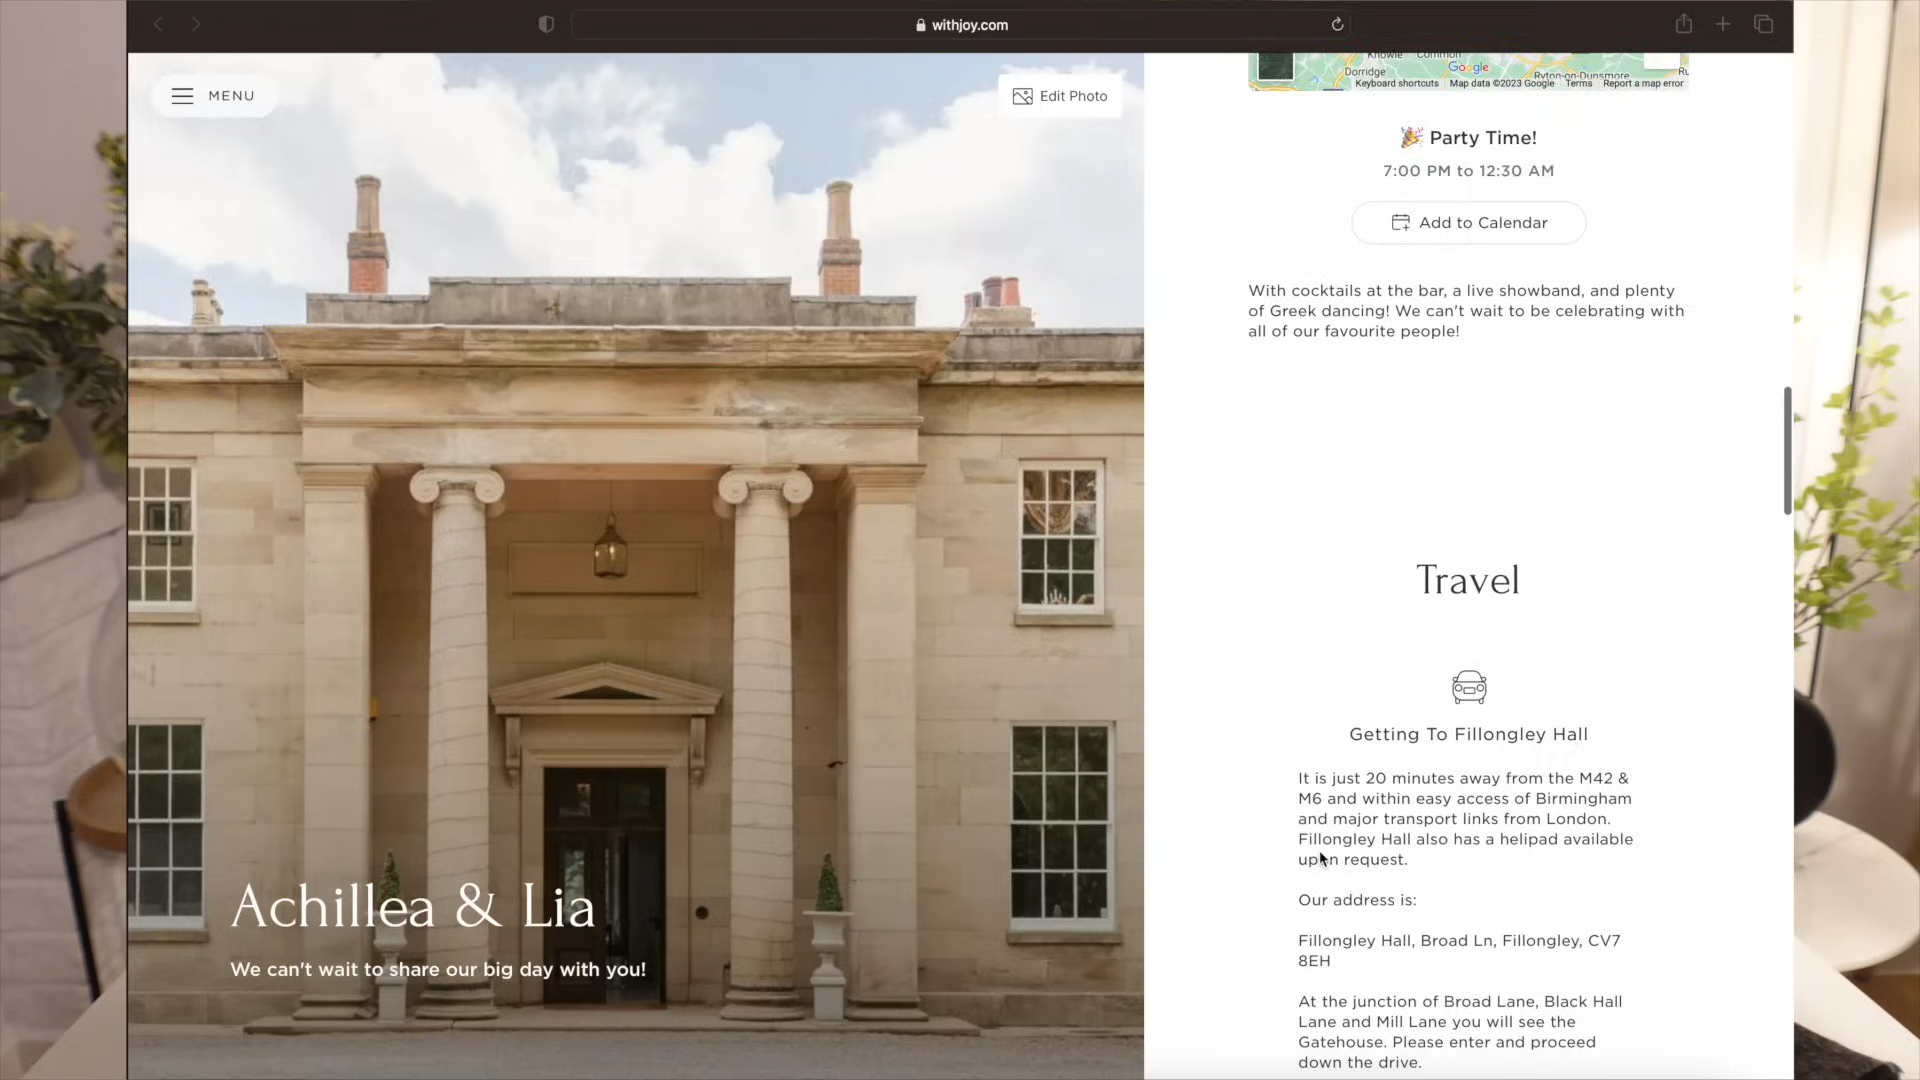 withjoy.com
MENU
Edit Photo
Knowle Common
Dorridge
Google
Ryton-on-Dunsmore
Keyboard shortcuts Map data ©2023 Google Terms Report a map error
🎉 Party Time!
7:00 PM to 12:30 AM
Add to Calendar
With cocktails at the bar, a live showband, and plenty
of Greek dancing! We can't wait to be celebrating with
all of our favourite people!
Travel
Getting To Fillongley Hall
It is just 20 minutes away from the M42 &
M6 and within easy access of Birmingham
and major transport links from London.
Fillongley Hall also has a helipad available
upon request.
Our address is:
Fillongley Hall, Broad Ln, Fillongley, CV7
8EH
At the junction of Broad Lane, Black Hall
Lane and Mill Lane you will see the
Gatehouse. Please enter and proceed
down the drive.
Achillea & Lia
We can't wait to share our big day with you!